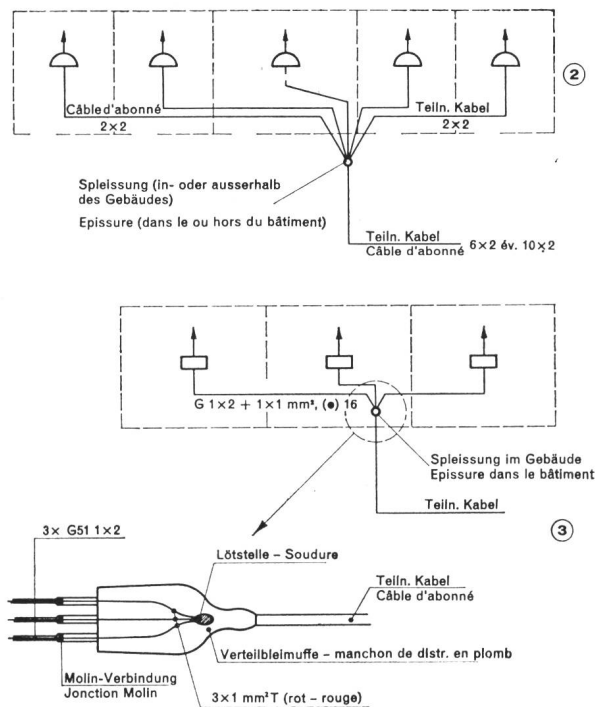 2
Câble d'abonné
2×2
Teiln. Kabel
2×2
Spleissung (in- oder ausserhalb
des Gebäudes)
Epissure (dans le ou hors du bâtiment)
Teiln. Kabel
Câble d'abonné
6×2 év. 10×2
G 1×2 + 1×1 mm², (●) 16
Spleissung im Gebäude
Epissure dans le bâtiment
Teiln. Kabel
3
3× G51 1×2
Lötstelle – Soudure
Teiln. Kabel
Câble d'abonné
Verteilbleimuffe – manchon de distr. en plomb
Molin-Verbindung
Jonction Molin
3×1 mm² T (rot – rouge)